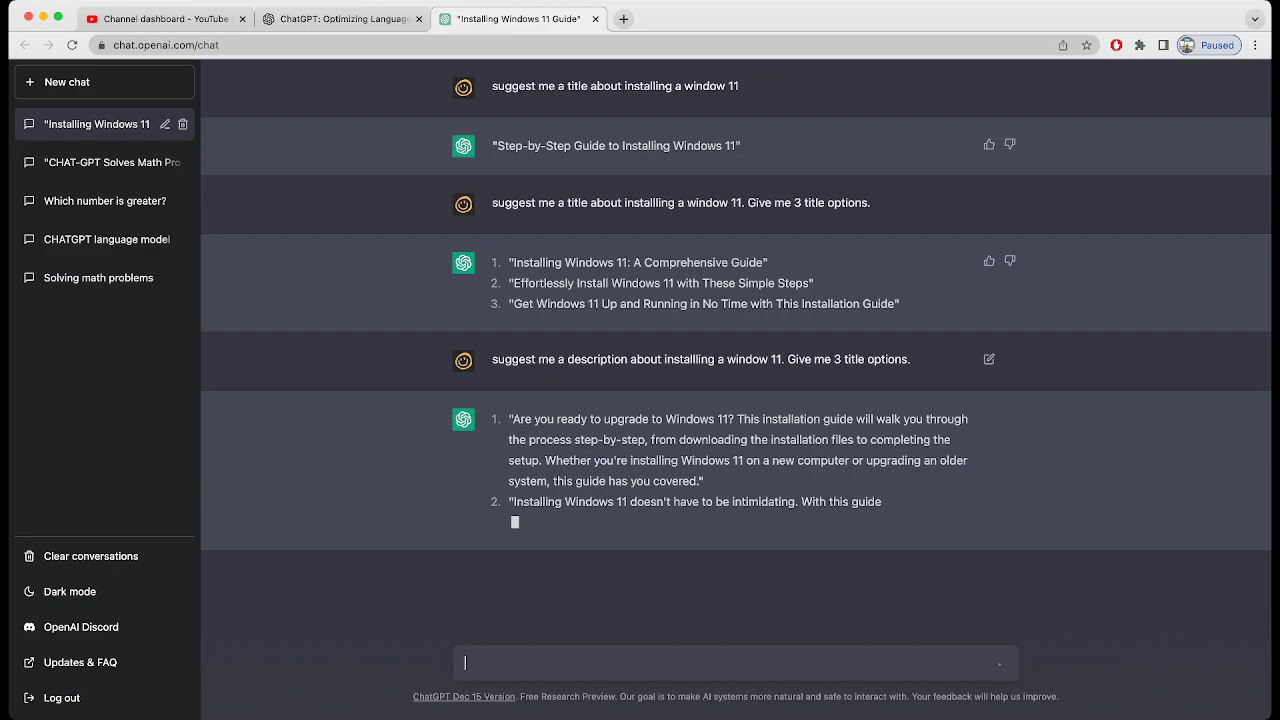 Channel dashboard - YouTube
ChatGPT: Optimizing Languag
"Installing Windows 11 Guide"
chat.openai.com/chat
Paused
New chat
"Installing Windows 11
"CHAT-GPT Solves Math Pro
Which number is greater?
CHATGPT language model
Solving math problems
Clear conversations
Dark mode
OpenAI Discord
Updates & FAQ
Log out
suggest me a title about installing a window 11
"Step-by-Step Guide to Installing Windows 11"
suggest me a title about installling a window 11. Give me 3 title options.
1. "Installing Windows 11: A Comprehensive Guide"
2. "Effortlessly Install Windows 11 with These Simple Steps"
3. "Get Windows 11 Up and Running in No Time with This Installation Guide"
suggest me a description about installling a window 11. Give me 3 title options.
1. "Are you ready to upgrade to Windows 11? This installation guide will walk you through
the process step-by-step, from downloading the installation files to completing the
setup. Whether you're installing Windows 11 on a new computer or upgrading an older
system, this guide has you covered."
2. "Installing Windows 11 doesn't have to be intimidating. With this guide
ChatGPT Dec 15 Version. Free Research Preview. Our goal is to make AI systems more natural and safe to interact with. Your feedback will help us improve.